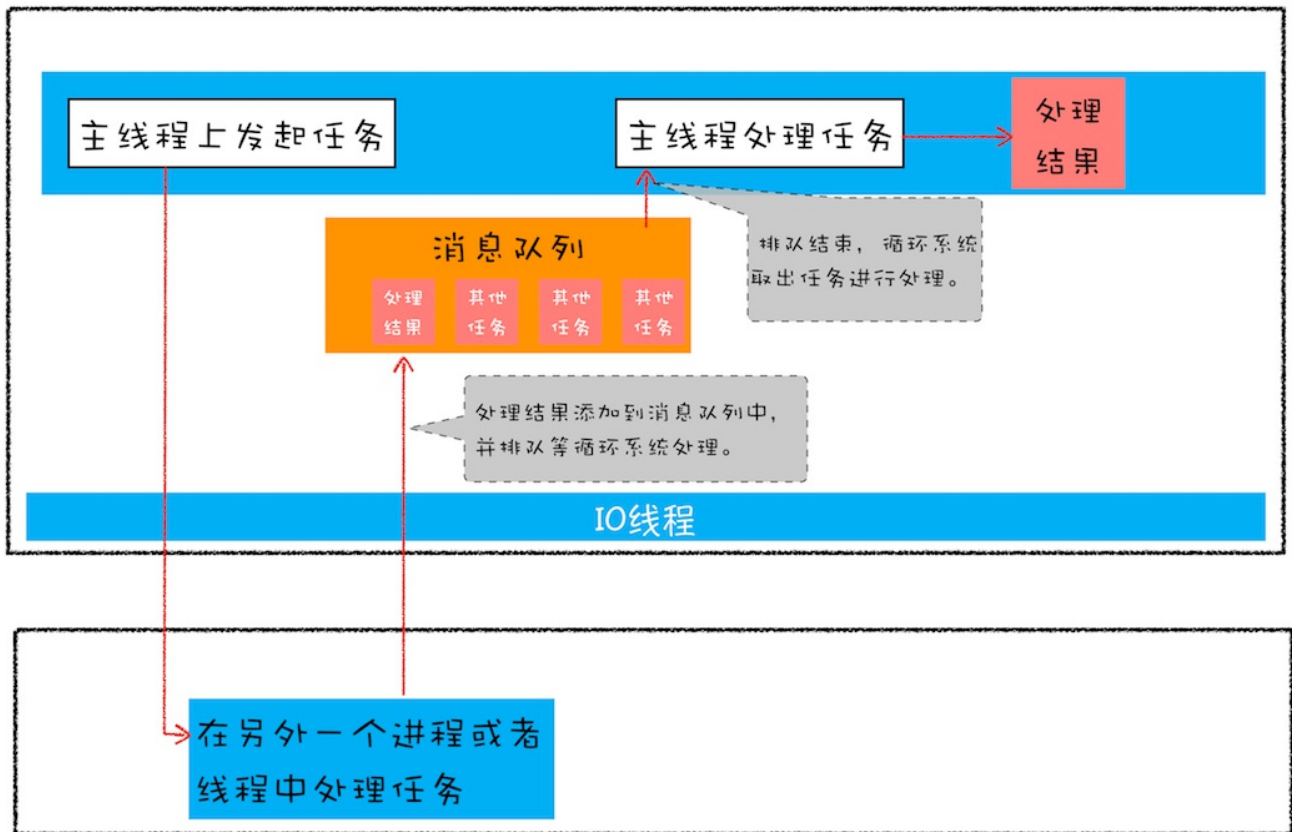 主线程上发起任务
主线程处理任务
处理
结果
排队结束，循环系统
取出任务进行处理。
消息队列
处理
结果
其他
任务
其他
任务
其他
任务
处理结果添加到消息队列中，
并排队等循环系统处理。
IO线程
在另外一个进程或者
线程中处理任务